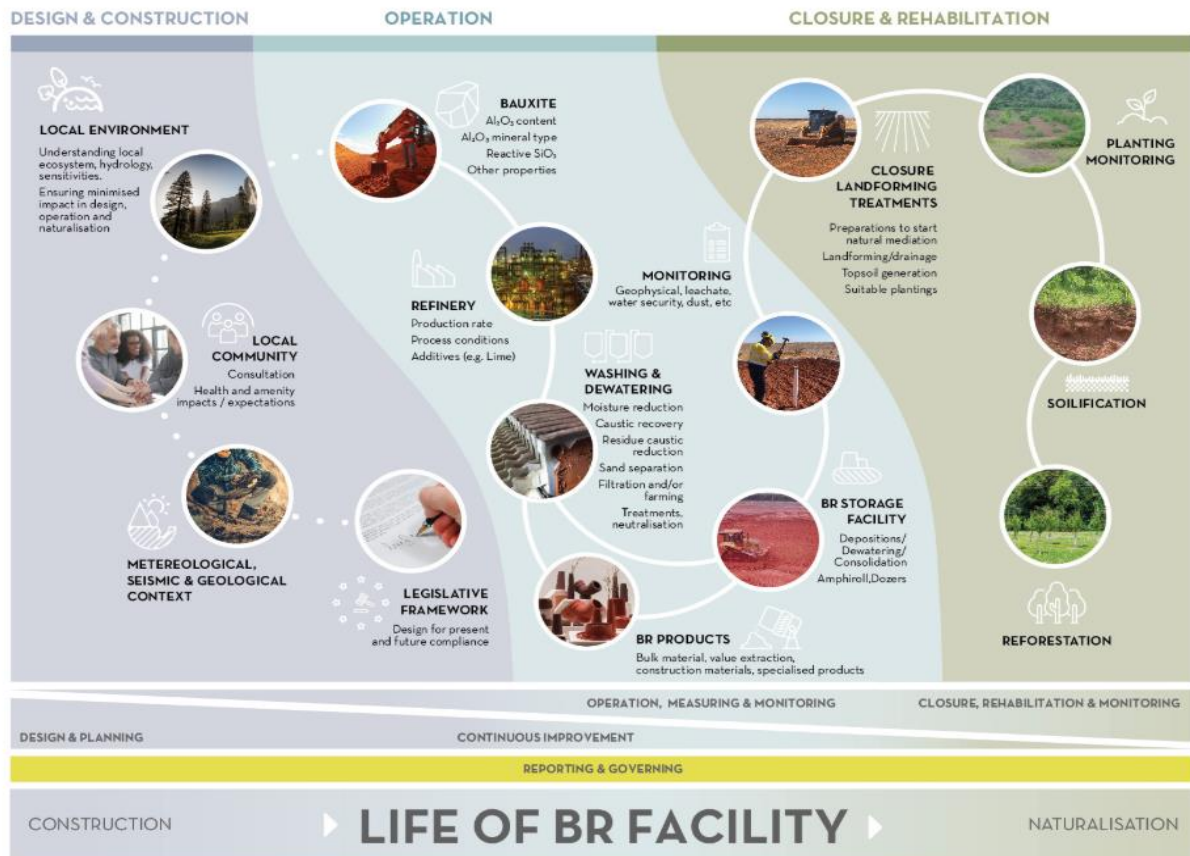 DESIGN & CONSTRUCTION
OPERATION
CLOSURE & REHABILITATION
LOCAL ENVIRONMENT
Understanding local
ecosystem, hydrology,
sensitivities.
Ensuring minimised
impact in design,
operation and
naturalisation
LOCAL
COMMUNITY
Consultation
Health and amenity
impacts / expectations
METEREOLOGICAL,
SEISMIC & GEOLOGICAL
CONTEXT
LEGISLATIVE
FRAMEWORK
Design for present
and future compliance
BAUXITE
Al₂O₃ content
Al₂O₃ mineral type
Reactive SiO₂
Other properties
REFINERY
Production rate
Process conditions
Additives (e.g. Lime)
WASHING &
DEWATERING
Moisture reduction
Caustic recovery
Residue caustic
reduction
Sand separation
Filtration and/or
farming
Treatments,
neutralisation
BR PRODUCTS
Bulk material, value extraction,
construction materials, specialised products
BR STORAGE
FACILITY
Depositions/
Dewatering/
Consolidation
Amphiroll,Dozers
MONITORING
Geophysical, leachate,
water security, dust, etc
CLOSURE
LANDFORMING
TREATMENTS
Preparations to start
natural mediation
Landforming/drainage
Topsoil generation
Suitable plantings
PLANTING
MONITORING
SOILIFICATION
REFORESTATION
OPERATION, MEASURING & MONITORING
CLOSURE, REHABILITATION & MONITORING
DESIGN & PLANNING
CONTINUOUS IMPROVEMENT
REPORTING & GOVERNING
CONSTRUCTION
LIFE OF BR FACILITY
NATURALISATION